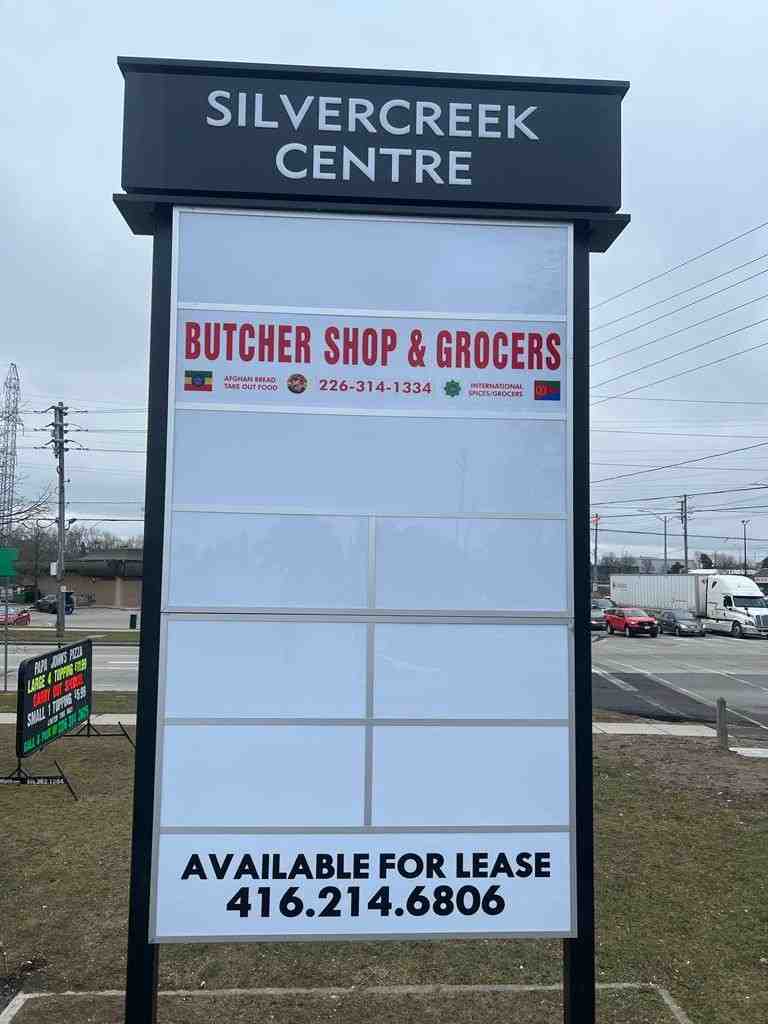 SILVERCREEK
CENTRE
BUTCHER SHOP & GROCERS
AFGHAN BREAD
TAKE OUT FOOD
226-314-1334
INTERNATIONAL
SPICES/GROCERS
PAPA JOHN'S PIZZA
LARGE 4 TOPPING
CARRY OUT SPECIAL
SMALL 1 TOPPING
AVAILABLE FOR LEASE
416.214.6806